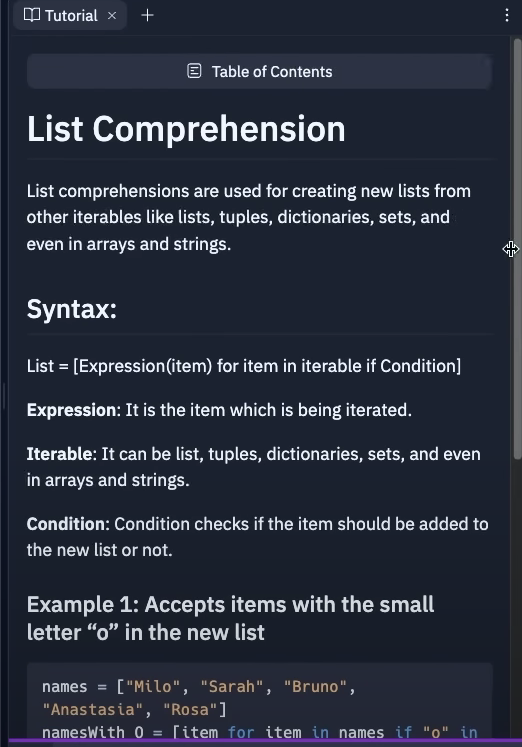 Tutorial
Table of Contents
List Comprehension
List comprehensions are used for creating new lists from
other iterables like lists, tuples, dictionaries, sets, and
even in arrays and strings.
Syntax:
List = [Expression(item) for item in iterable if Condition]
Expression: It is the item which is being iterated.
Iterable: It can be list, tuples, dictionaries, sets, and even
in arrays and strings.
Condition: Condition checks if the item should be added to
the new list or not.
Example 1: Accepts items with the small
letter “o” in the new list
names = ["Milo", "Sarah", "Bruno",
"Anastasia", "Rosa"]
namesWith_O = [item for item in names if "o" in